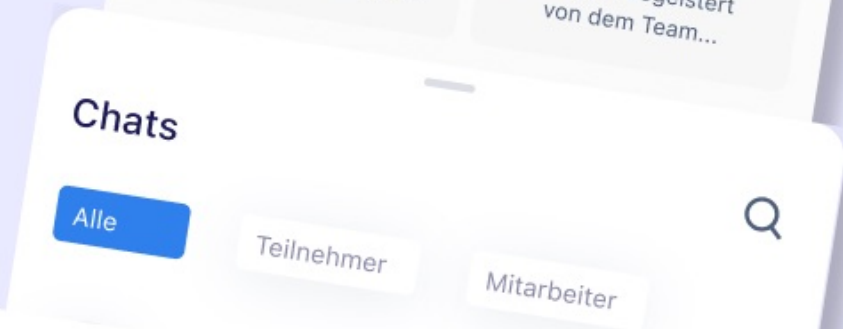 von dem Team...
Chats
Alle
Teilnehmer
Mitarbeiter